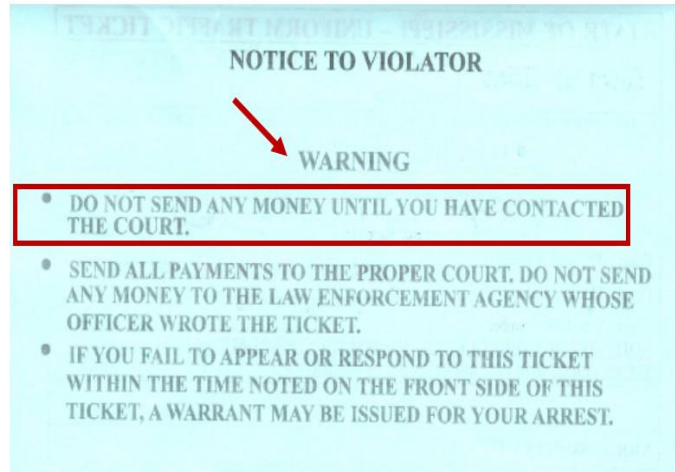 NOTICE TO VIOLATOR
WARNING
• DO NOT SEND ANY MONEY UNTIL YOU HAVE CONTACTED
THE COURT.
• SEND ALL PAYMENTS TO THE PROPER COURT. DO NOT SEND
ANY MONEY TO THE LAW ENFORCEMENT AGENCY WHOSE
OFFICER WROTE THE TICKET.
• IF YOU FAIL TO APPEAR OR RESPOND TO THIS TICKET
WITHIN THE TIME NOTED ON THE FRONT SIDE OF THIS
TICKET, A WARRANT MAY BE ISSUED FOR YOUR ARREST.